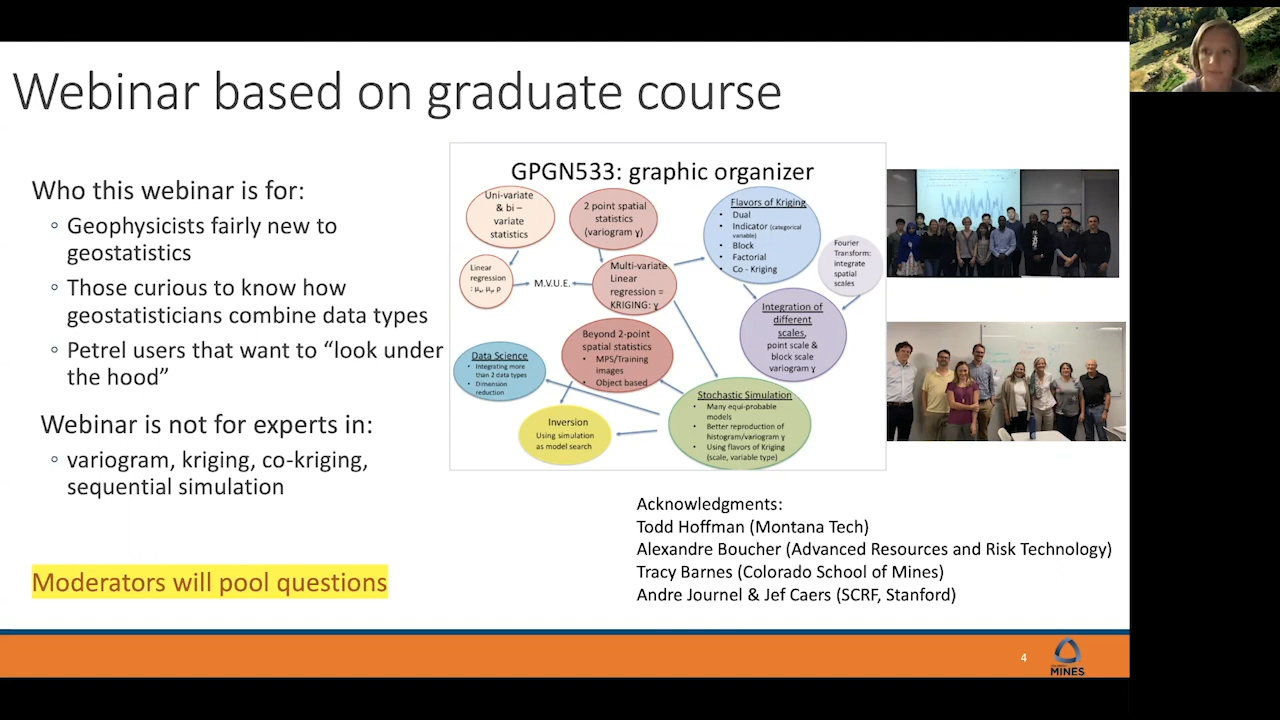 Webinar based on graduate course
Who this webinar is for:
◦ Geophysicists fairly new to
geostatistics
◦ Those curious to know how
geostatisticians combine data types
◦ Petrel users that want to “look under
the hood”
Webinar is not for experts in:
◦ variogram, kriging, co-kriging,
sequential simulation
Moderators will pool questions
GPGN533: graphic organizer
Uni-variate
& bi –
variate
statistics
2 point spatial
statistics
(variogram γ)
Flavors of Kriging
• Dual
• Indicator (categorical
variable)
• Block
• Factorial
• Co - Kriging
Fourier
Transform:
integrate
spatial
scales
Linear
regression
M.V.U.E.
Multi-variate
Linear
regression =
KRIGING: γ
Integration of
different
scales,
point scale &
block scale
variogram γ
Beyond 2-point
spatial statistics
• MPS/Training
images
• Object based
Data Science
• Integrating more
than 2 data types
• Dimension
reduction
Stochastic Simulation
• Many equi-probable
models
• Better reproduction of
histogram/variogram γ
• Using flavors of Kriging
(scale, variable type)
Inversion
Using simulation
as model search
Acknowledgments:
Todd Hoffman (Montana Tech)
Alexandre Boucher (Advanced Resources and Risk Technology)
Tracy Barnes (Colorado School of Mines)
Andre Journel & Jef Caers (SCRF, Stanford)
4
MINES